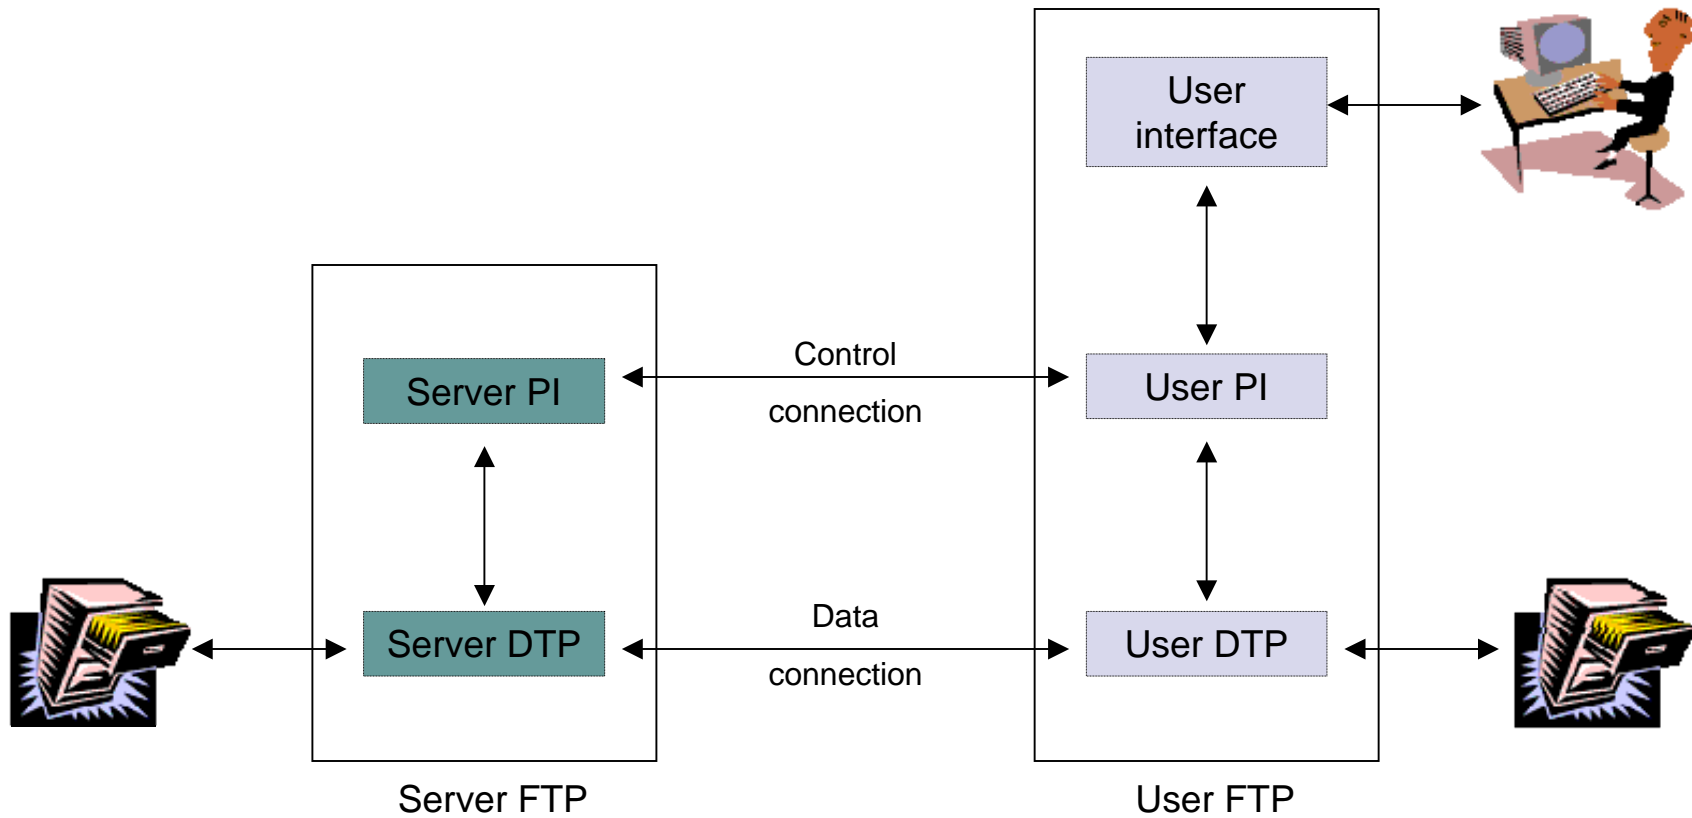 User
interface
Control
connection
Server PI
User PI
Data
connection
Server DTP
User DTP
Server FTP
User FTP